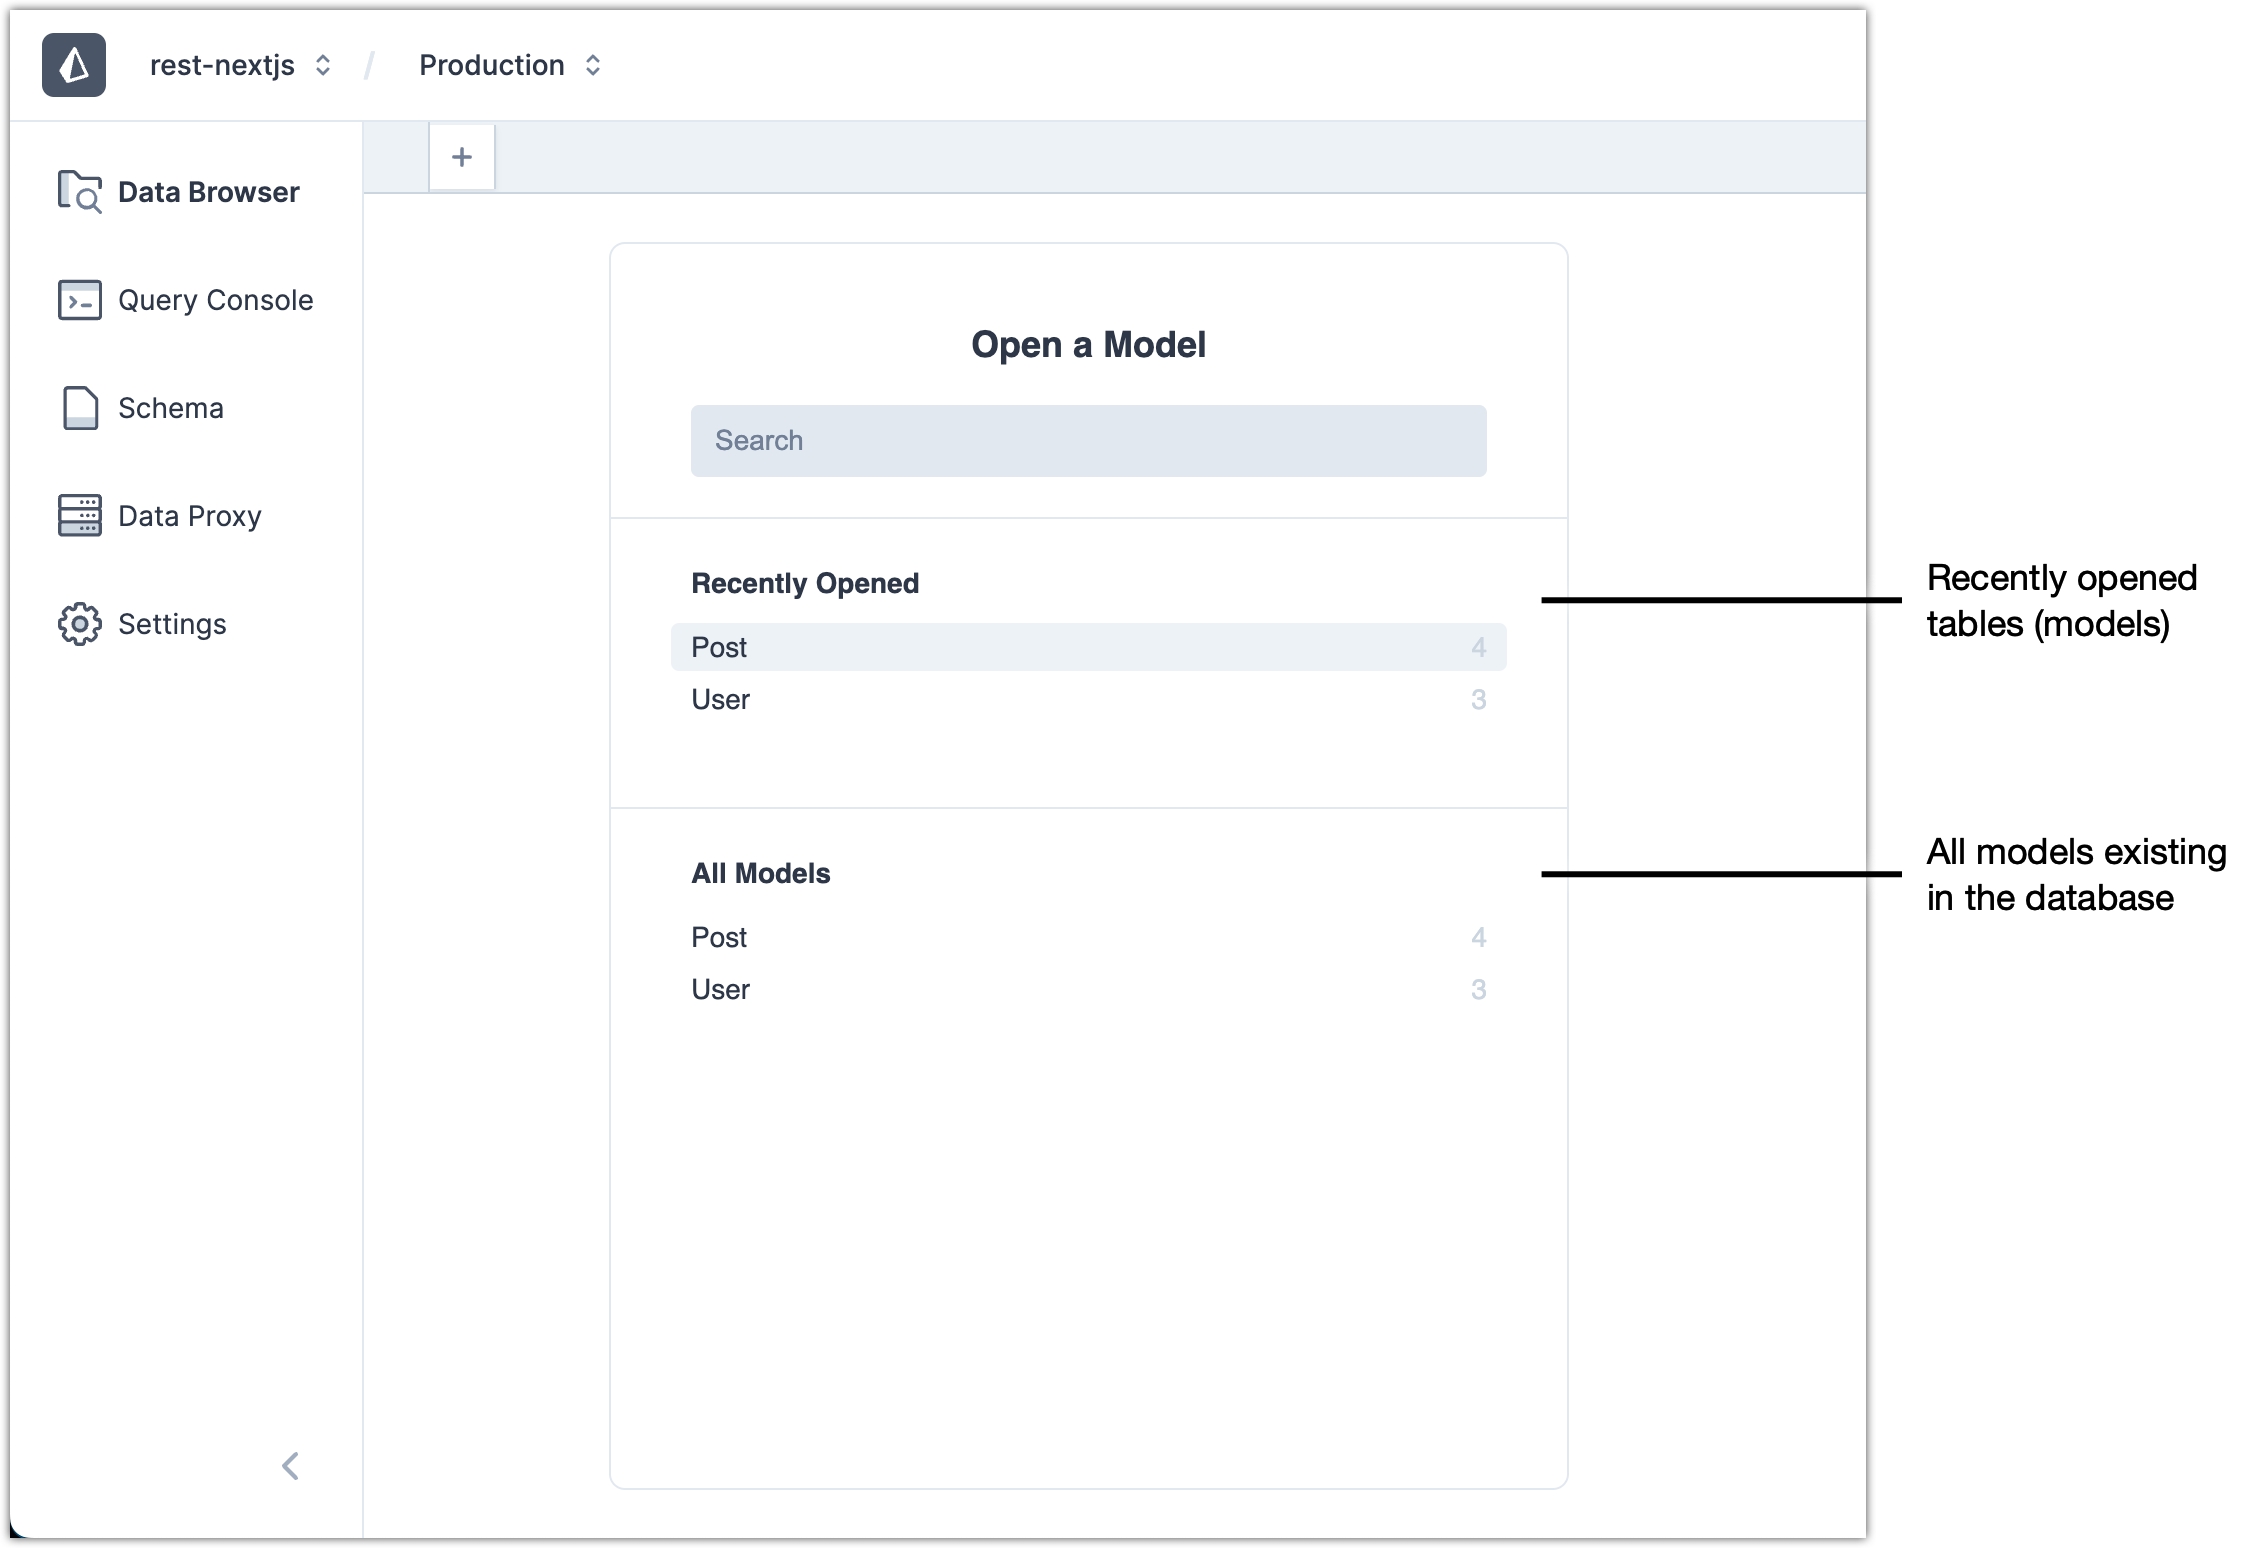 rest-nextjs / Production
Data Browser
Query Console
Schema
Data Proxy
Settings
+
Open a Model
Search
Recently Opened
Post 4
User 3
All Models
Post 4
User 3
Recently opened
tables (models)
All models existing
in the database